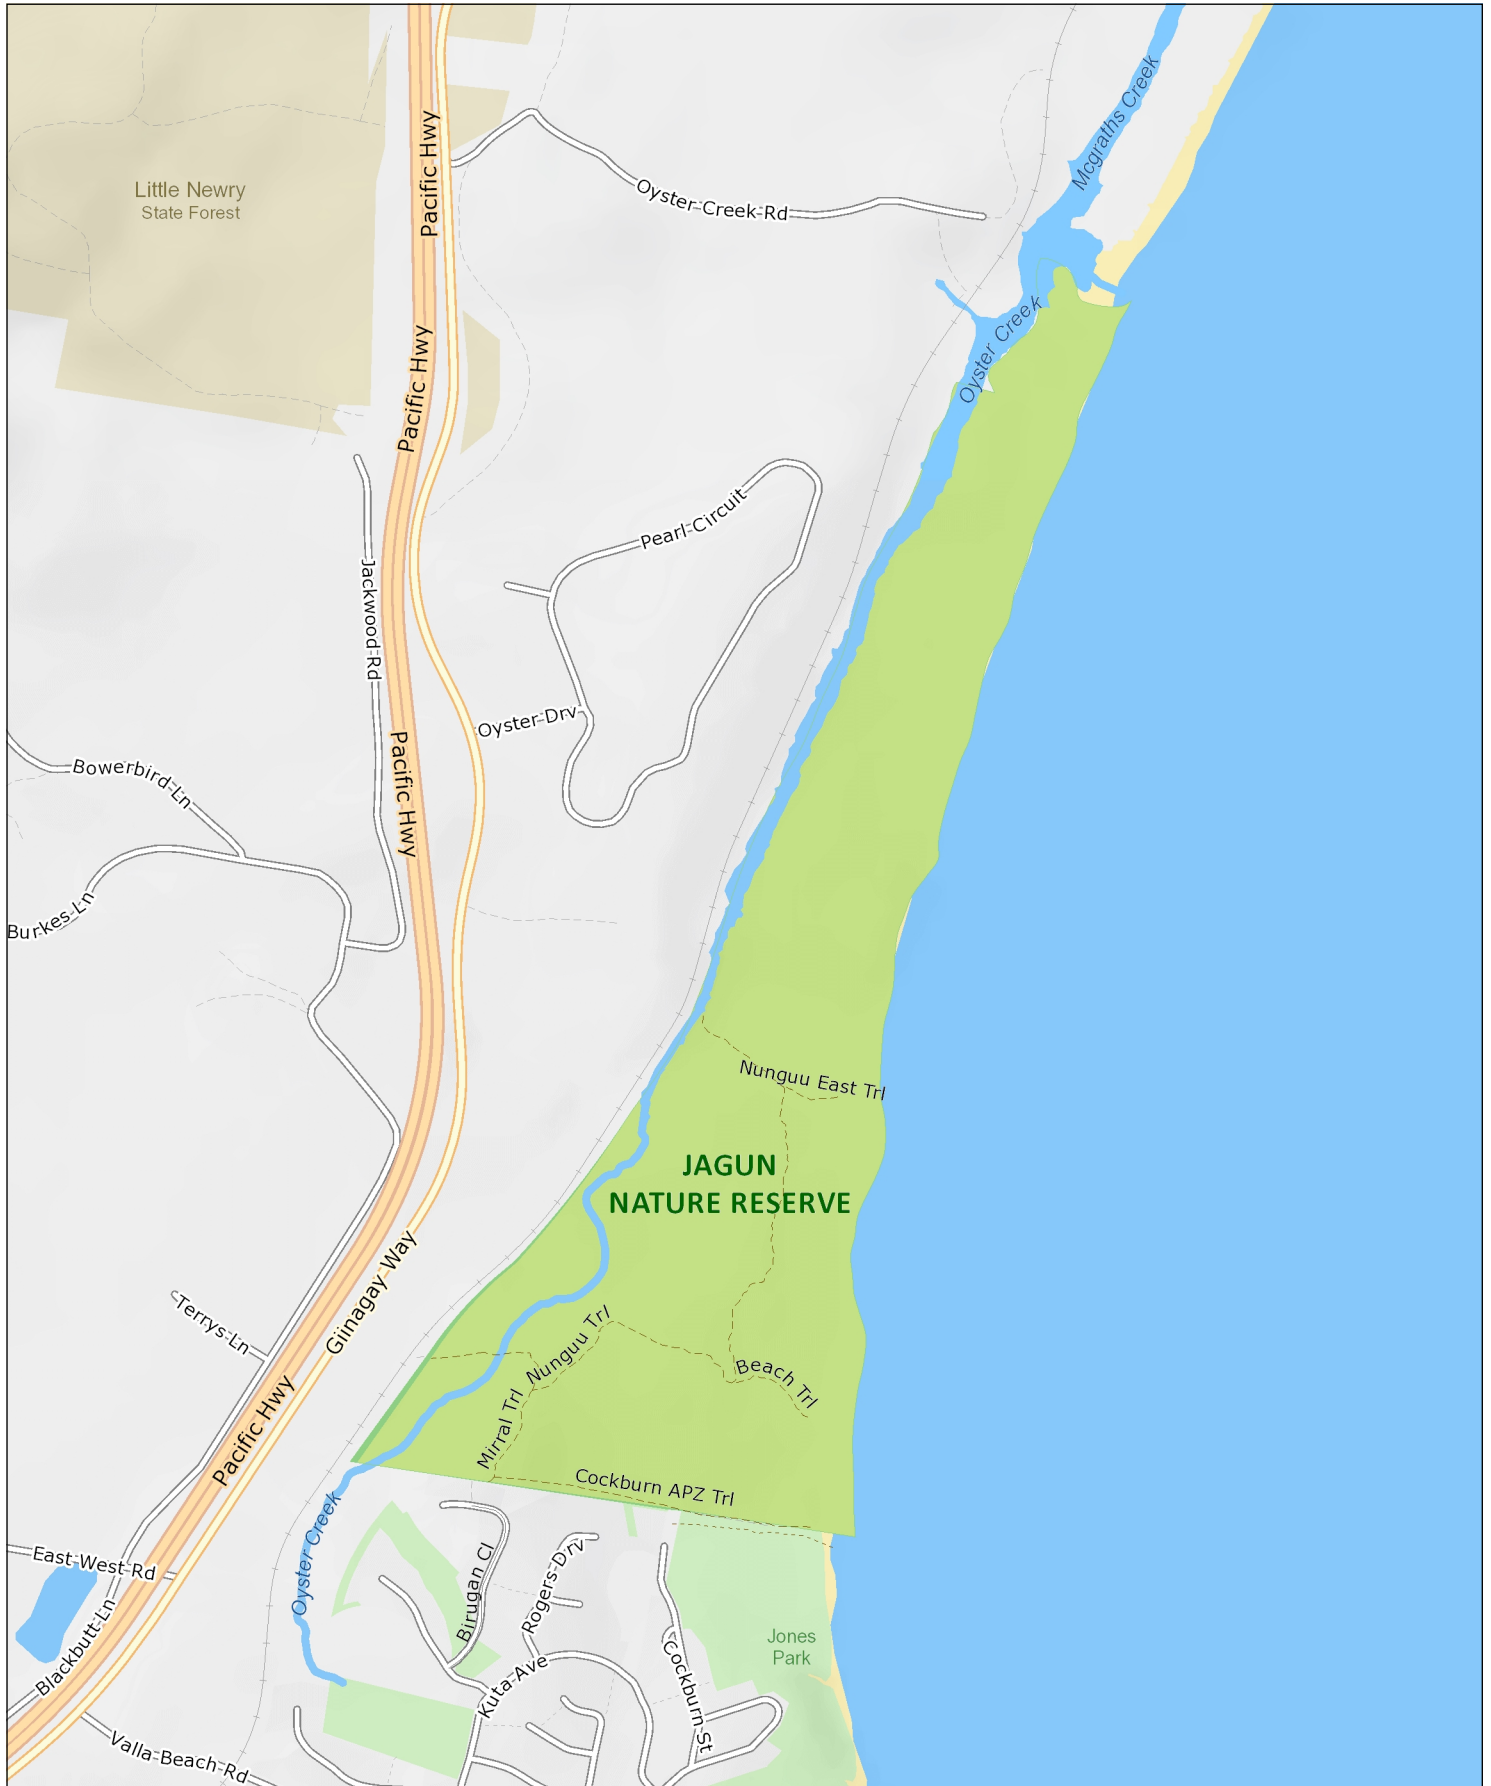 Mcgraths Creek
Pacific Hwy
Little Newry
State Forest
Oyster Creek Rd
Oyster Creek
Pacific Hwy
Pearl Circuit
Jackwood Rd
Oyster Drv
Pacific Hwy
Bowerbird Ln
Burkes Ln
Nunguu East Trl
JAGUN
NATURE RESERVE
Giinagay Way
Terrys Ln
Nunguu Trl
Beach Trl
Mirral Trl
Pacific Hwy
Cockburn APZ Trl
Oyster Creek
East West Rd
Birugan Cl
Rogers Drv
Blackbutt Ln
Jones
Park
Cockburn St
Kuta Ave
Valla Beach Rd